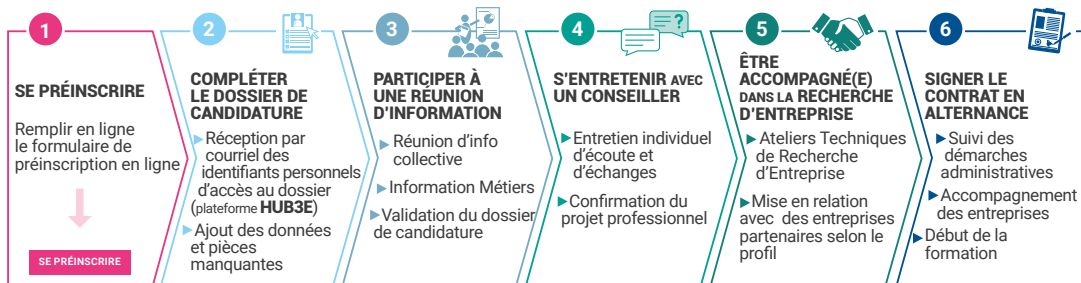 1
SE PRÉINSCRIRE
Remplir en ligne
le formulaire de
préinscription en ligne
SE PRÉINSCRIRE
2
COMPLÉTER
LE DOSSIER DE
CANDIDATURE
Réception par
courriel des
identifiants personnels
d'accès au dossier
(plateforme HUB3E)
Ajout des données
et pièces
manquantes
3
PARTICIPER À
UNE RÉUNION
D'INFORMATION
Réunion d'info
collective
Information Métiers
Validation du dossier
de candidature
4
?
S'ENTRETENIR AVEC
UN CONSEILLER
Entretien individuel
d'écoute et
d'échanges
Confirmation du
projet professionnel
5
ÊTRE
ACCOMPAGNÉ(E)
DANS LA RECHERCHE
D'ENTREPRISE
Ateliers Techniques
de Recherche
d'Entreprise
Mise en relation
avec des entreprises
partenaires selon le
profil
6
SIGNER LE
CONTRAT EN
ALTERNANCE
Suivi des
démarches
administratives
Accompagnement
des entreprises
Début de la
formation